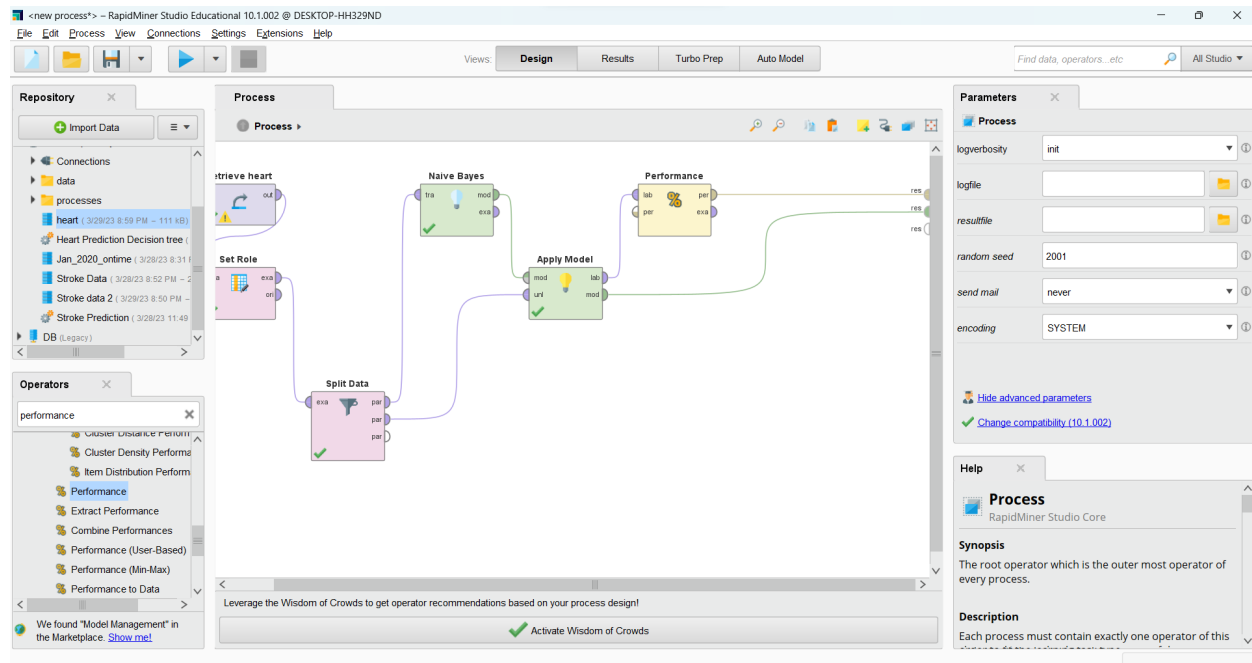 <new process*> – RapidMiner Studio Educational 10.1.002 @ DESKTOP-HH329ND
File Edit Process View Connections Settings Extensions Help
Views: Design Results Turbo Prep Auto Model
Find data, operators...etc
All Studio
Repository
Import Data
Connections
data
processes
heart ( 3/29/23 8:59 PM – 111 kB)
Heart Prediction Decision tree (
Jan_2020_ontime ( 3/28/23 8:31
Stroke Data ( 3/28/23 8:52 PM – 2
Stroke data 2 ( 3/29/23 8:50 PM –
Stroke Prediction ( 3/28/23 11:49
DB (Legacy)
Operators
performance
Cluster Distance Perform
Cluster Density Performa
Item Distribution Perform
Performance
Extract Performance
Combine Performances
Performance (User-Based)
Performance (Min-Max)
Performance to Data
We found "Model Management" in
the Marketplace. Show me!
Process
Process
etrieve heart
out
Set Role
exa
ori
Split Data
exa par
par
par
Naive Bayes
tra mod
exa
Apply Model
mod lab
unl mod
Performance
lab per
per exa
res
res
res
Leverage the Wisdom of Crowds to get operator recommendations based on your process design!
Activate Wisdom of Crowds
Parameters
Process
logverbosity init
logfile
resultfile
random seed 2001
send mail never
encoding SYSTEM
Hide advanced parameters
Change compatibility (10.1.002)
Help
Process
RapidMiner Studio Core
Synopsis
The root operator which is the outer most operator of
every process.
Description
Each process must contain exactly one operator of this